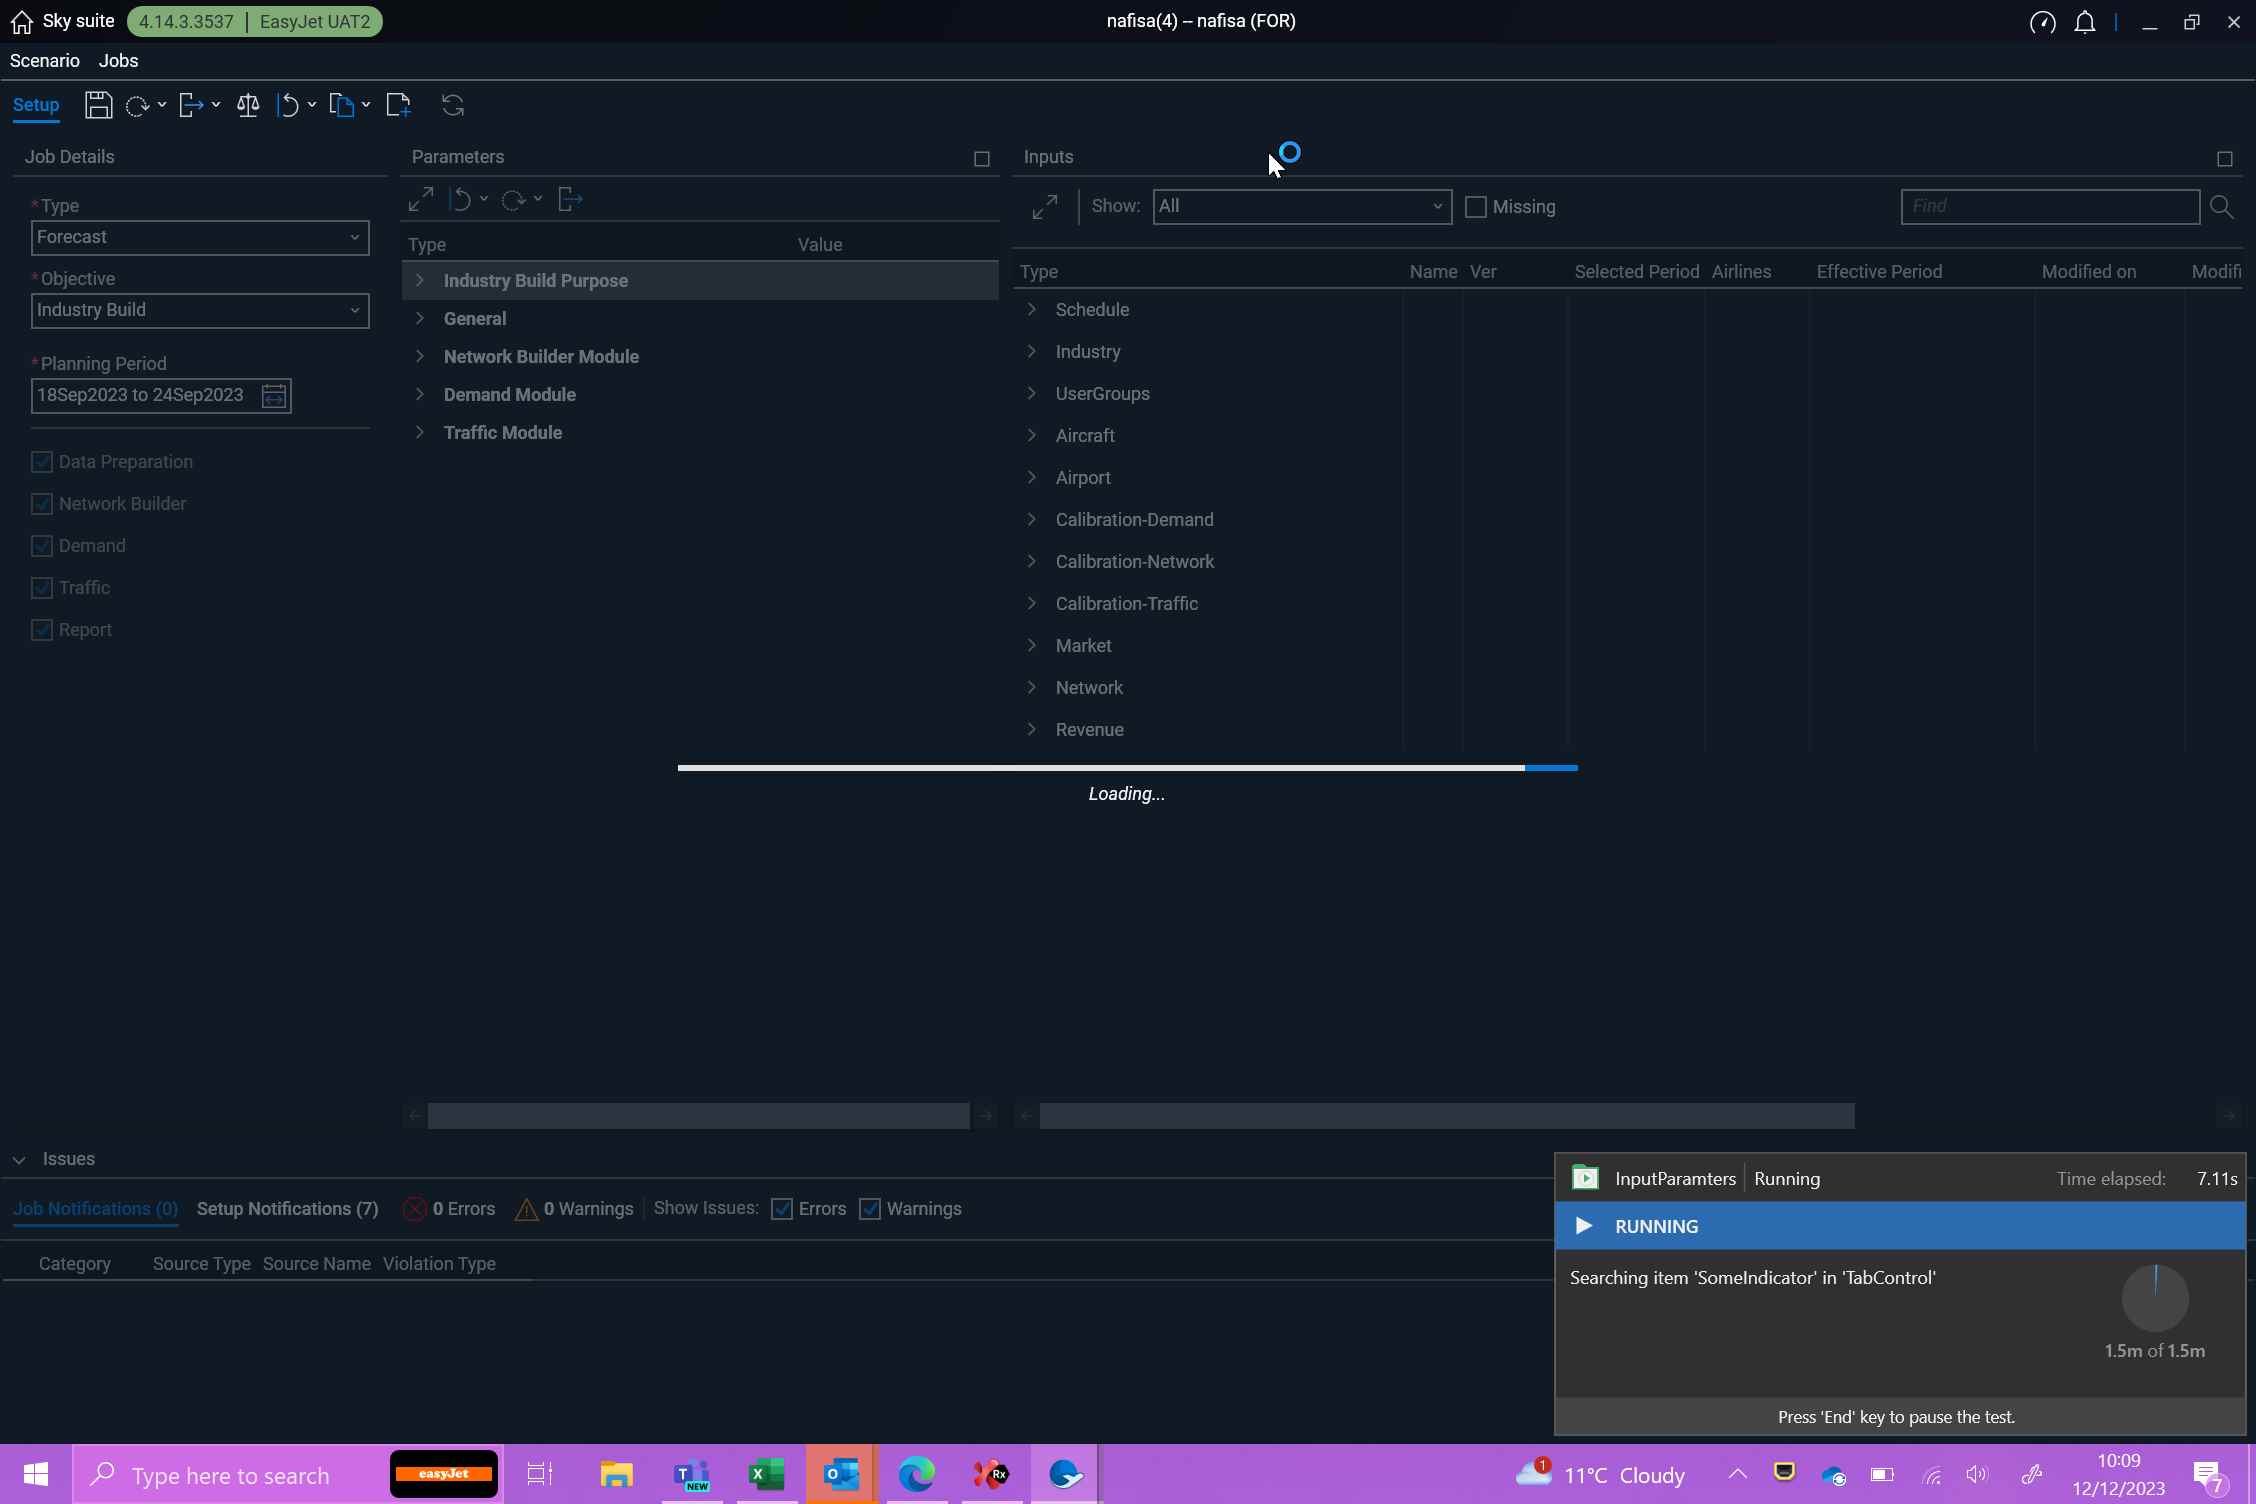 Sky suite 4.14.3.3537 | EasyJet UAT2 nafisa(4) – nafisa (FOR)
Scenario Jobs
Setup
Job Details
* Type
Forecast
* Objective
Industry Build
* Planning Period
18Sep2023 to 24Sep2023
Data Preparation
Network Builder
Demand
Traffic
Report
Parameters
Type Value
Industry Build Purpose
General
Network Builder Module
Demand Module
Traffic Module
Inputs
Show: All Missing Find
Type Name Ver Selected Period Airlines Effective Period Modified on Modifi
Schedule
Industry
UserGroups
Aircraft
Airport
Calibration-Demand
Calibration-Network
Calibration-Traffic
Market
Network
Revenue
Loading...
Issues
Job Notifications (0) Setup Notifications (7) 0 Errors 0 Warnings Show Issues: Errors Warnings
Category Source Type Source Name Violation Type
InputParamters Running Time elapsed: 7.11s
RUNNING
Searching item 'SomeIndicator' in 'TabControl'
1.5m of 1.5m
Press 'End' key to pause the test.
Type here to search easyJet T NEW X O Rx 1 11°C Cloudy 10:09
12/12/2023 7